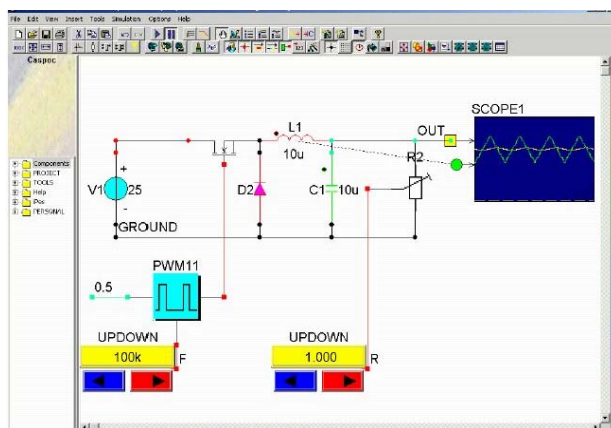 File Edit View Insert Tools Simulation Options Help
Caspoc
Components
PROJECT
TOOLS
Help
PERSONAL
SCOPE1
L1
OUT
10u
R2
V1 25
D2
C1 10u
GROUND
PWM11
0.5
UPDOWN
100k
F
UPDOWN
1.000
R